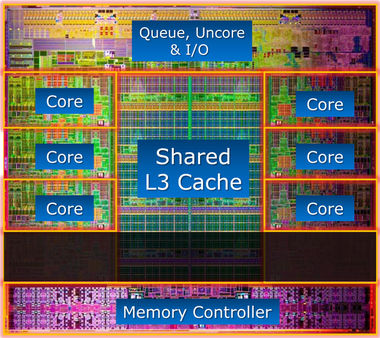 Queue, Uncore
& I/O
Core
Core
Core
Core
Core
Core
Shared
L3 Cache
Memory Controller